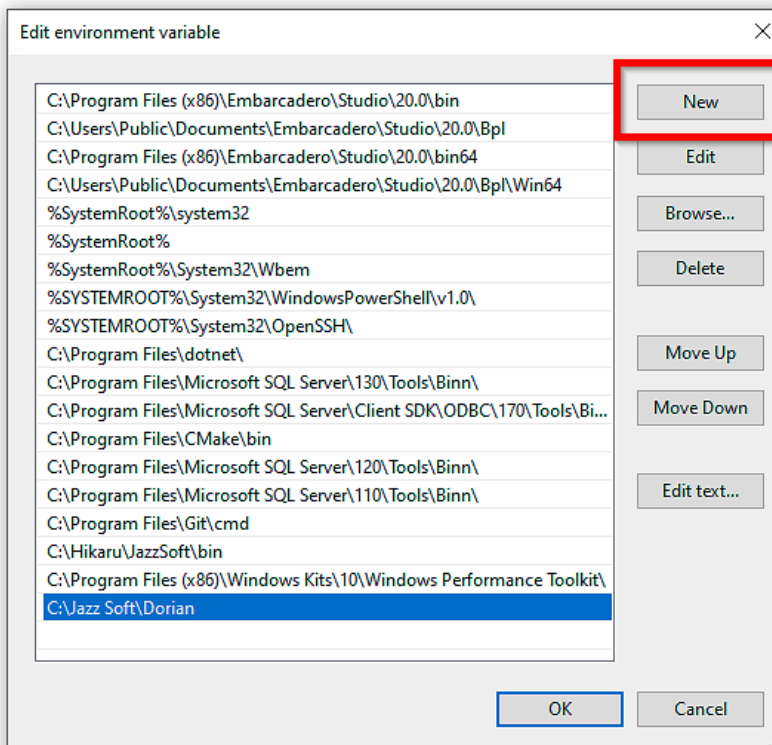 Edit environment variable
C:\Program Files (x86)\Embarcadero\Studio\20.0\bin
C:\Users\Public\Documents\Embarcadero\Studio\20.0\Bpl
C:\Program Files (x86)\Embarcadero\Studio\20.0\bin64
C:\Users\Public\Documents\Embarcadero\Studio\20.0\Bpl\Win64
%SystemRoot%\system32
%SystemRoot%
%SystemRoot%\System32\Wbem
%SYSTEMROOT%\System32\WindowsPowerShell\v1.0\
%SYSTEMROOT%\System32\OpenSSH\
C:\Program Files\dotnet\
C:\Program Files\Microsoft SQL Server\130\Tools\Binn\
C:\Program Files\Microsoft SQL Server\Client SDK\ODBC\170\Tools\Bi...
C:\Program Files\CMake\bin
C:\Program Files\Microsoft SQL Server\120\Tools\Binn\
C:\Program Files\Microsoft SQL Server\110\Tools\Binn\
C:\Program Files\Git\cmd
C:\Hikaru\JazzSoft\bin
C:\Program Files (x86)\Windows Kits\10\Windows Performance Toolkit\
C:\Jazz Soft\Dorian
New
Edit
Browse...
Delete
Move Up
Move Down
Edit text...
OK
Cancel